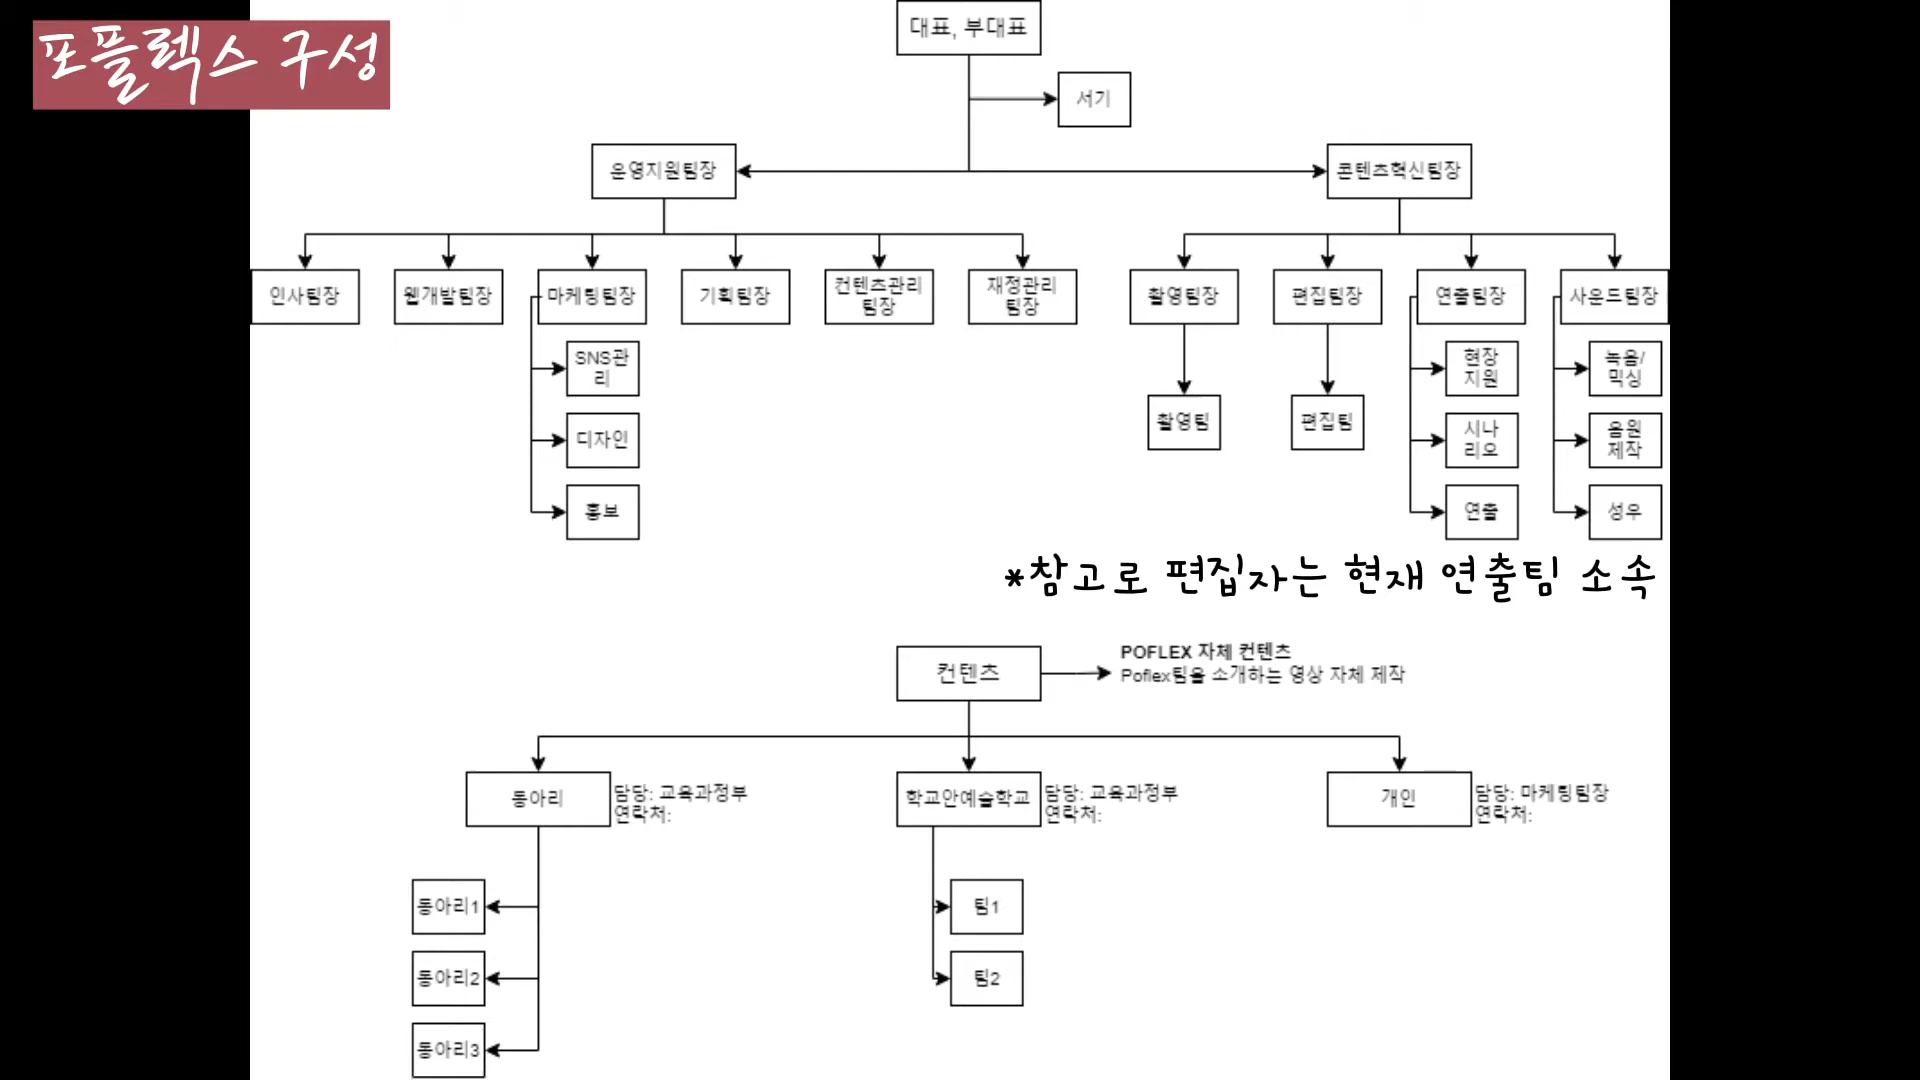 포플렉스 구성
대표, 부대표
서기
운영지원팀장
콘텐츠혁신팀장
인사팀장
웹개발팀장
마케팅팀장
기획팀장
컨텐츠관리
팀장
재정관리
팀장
촬영팀장
편집팀장
연출팀장
사운드팀장
SNS관
리
디자인
홍보
촬영팀
편집팀
현장
지원
시나
리오
연출
녹음/
믹싱
음원
제작
성우
*참고로 편집자는 현재 연출팀 소속
컨텐츠
POFLEX 자체 컨텐츠
Poflex팀을 소개하는 영상 자체 제작
동아리
담당: 교육과정부
연락처:
학교안예술학교
담당: 교육과정부
연락처:
개인
담당: 마케팅팀장
연락처:
동아리1
동아리2
동아리3
팀1
팀2